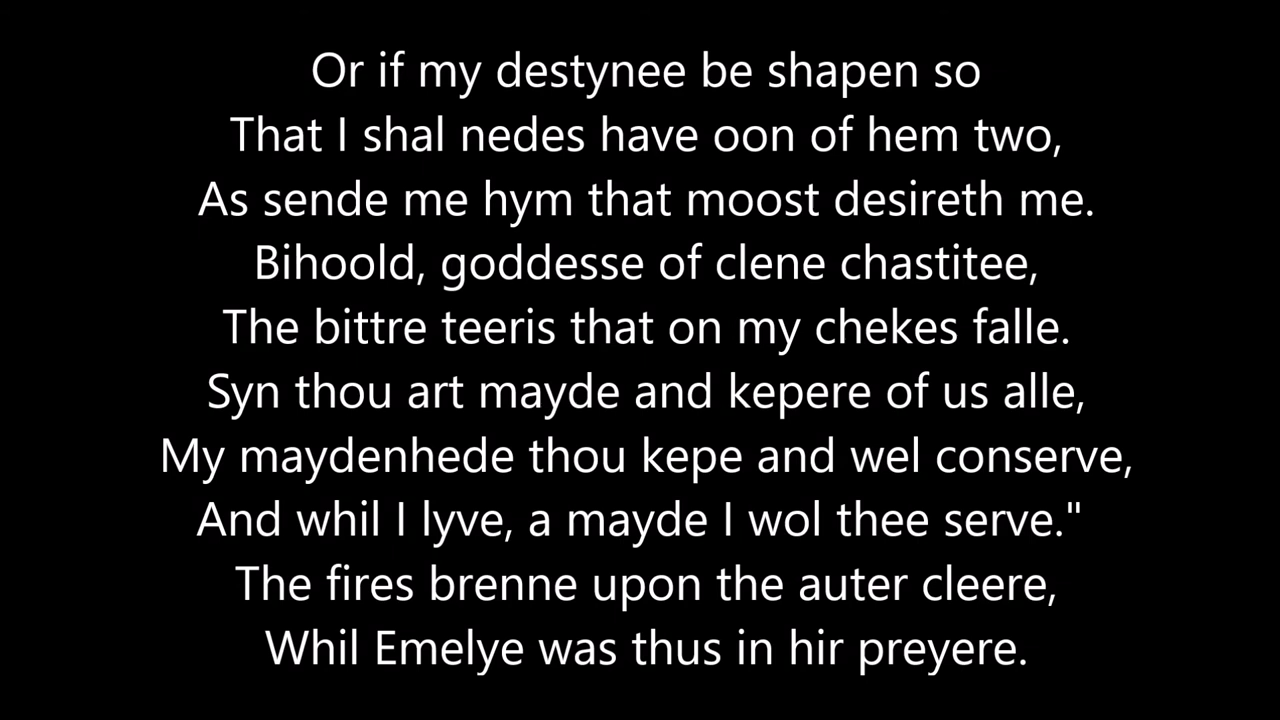 Or if my destynee be shapen so
That I shal nedes have oon of hem two,
As sende me hym that moost desireth me.
Bihoold, goddesse of clene chastitee,
The bittre teeris that on my chekes falle.
Syn thou art mayde and kepere of us alle,
My maydenhede thou kepe and wel conserve,
And whil I lyve, a mayde I wol thee serve."
The fires brenne upon the auter cleere,
Whil Emelye was thus in hir preyere.